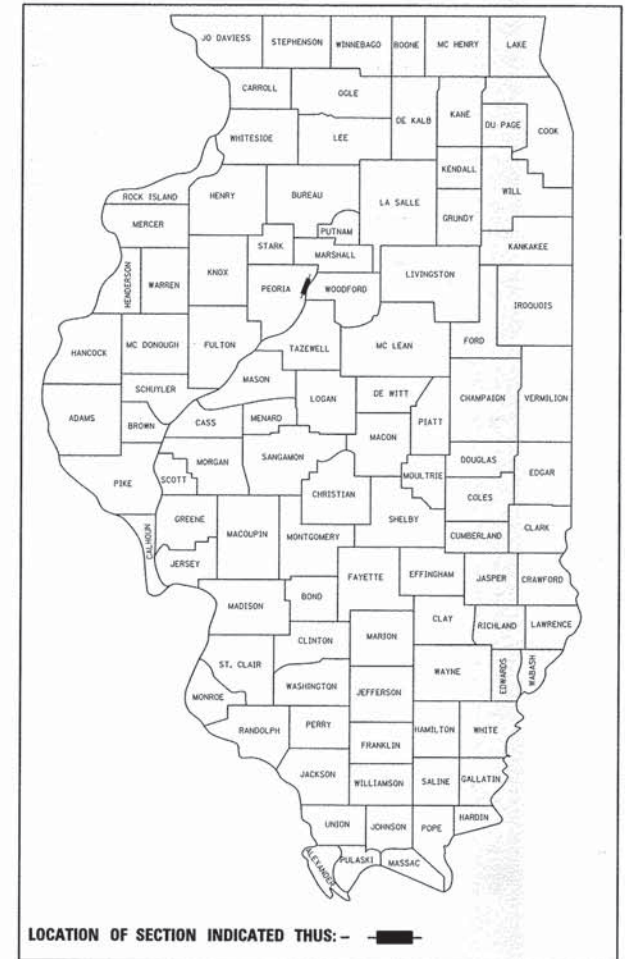 JO DAVIESS STEPHENSON WINNEBAGO BOONE MC HENRY LAKE
CARROLL OGLE DE KALB KANE DU PAGE COOK
WHITESIDE LEE
KENDALL WILL
ROCK ISLAND HENRY BUREAU LA SALLE GRUNDY
MERCER PUTNAM
STARK MARSHALL KANKAKEE
HENDERSON WARREN KNOX PEORIA WOODFORD LIVINGSTON
IROQUOIS
HANCOCK MC DONOUGH FULTON TAZEWELL MC LEAN FORD
MASON
SCHUYLER LOGAN DE WITT CHAMPAIGN VERMILION
ADAMS BROWN CASS MENARD MACON PIATT
MORGAN SANGAMON MOULTRIE DOUGLAS EDGAR
PIKE SCOTT CHRISTIAN COLES
GREENE MACOUPIN MONTGOMERY SHELBY CUMBERLAND CLARK
CALHOUN JERSEY
FAYETTE EFFINGHAM JASPER CRAWFORD
MADISON BOND
CLAY RICHLAND LAWRENCE
CLINTON MARION
ST. CLAIR WAYNE EDWARDS WABASH
WASHINGTON JEFFERSON
MONROE
RANDOLPH PERRY HAMILTON WHITE
FRANKLIN
JACKSON WILLIAMSON SALINE GALLATIN
UNION JOHNSON POPE HARDIN
ALEXANDER PULASKI MASSAC
LOCATION OF SECTION INDICATED THUS: –